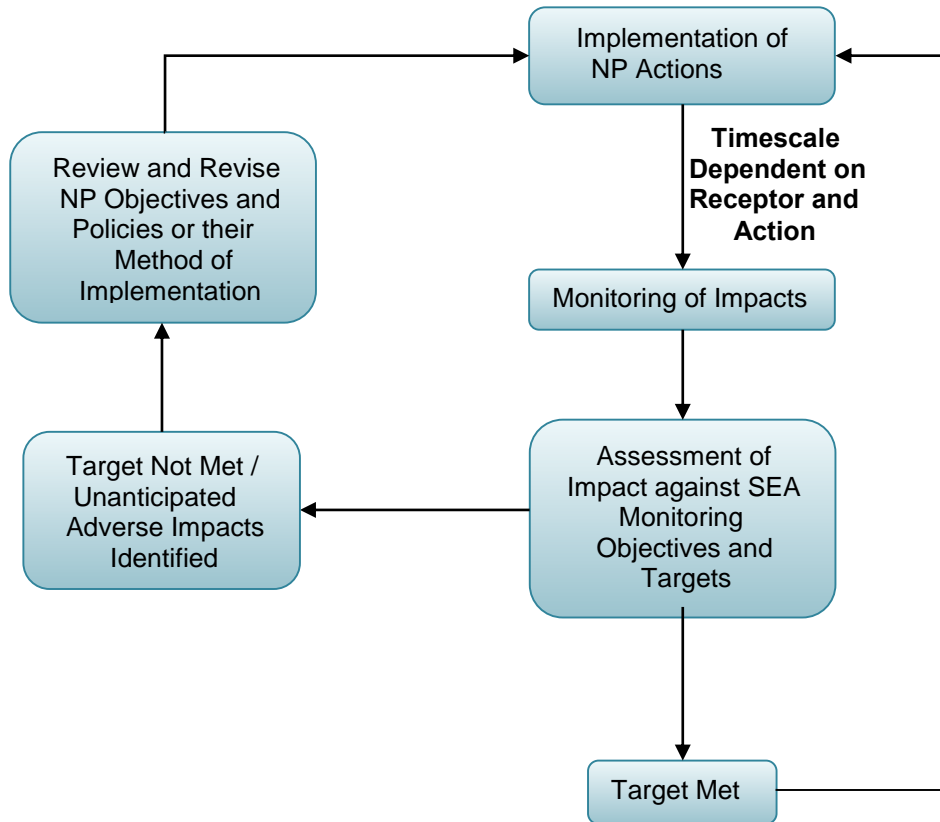 Implementation of
NP Actions
Timescale
Dependent on
Receptor and
Action
Review and Revise
NP Objectives and
Policies or their
Method of
Implementation
Monitoring of Impacts
Assessment of
Impact against SEA
Monitoring
Objectives and
Targets
Target Not Met /
Unanticipated
Adverse Impacts
Identified
Target Met